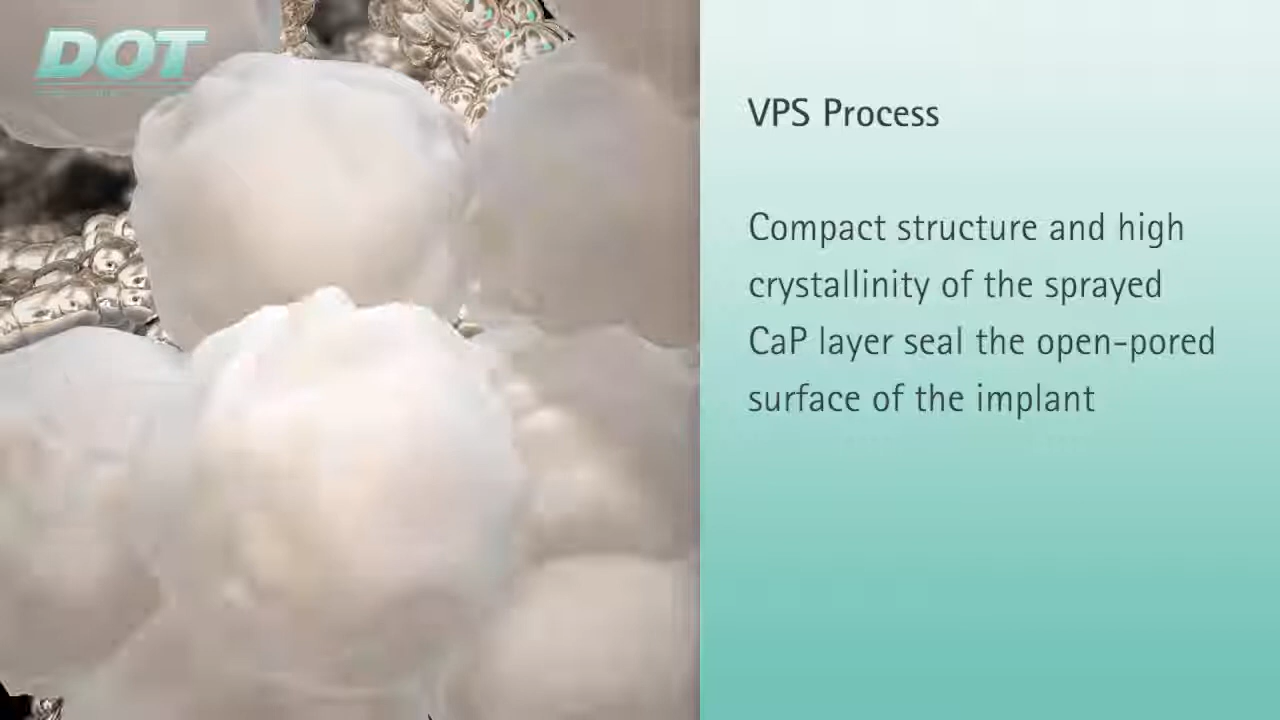 DOT
VPS Process
Compact structure and high
crystallinity of the sprayed
CaP layer seal the open-pored
surface of the implant